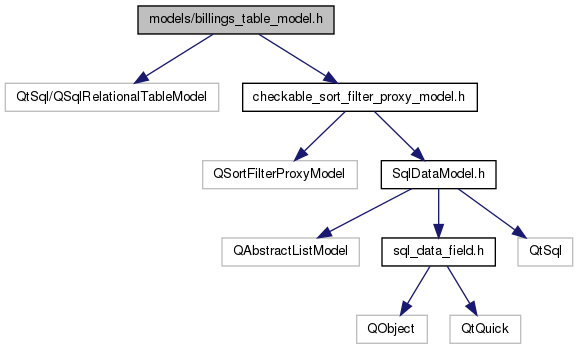 models/billings_table_model.h
QtSql/QSqlRelationalTableModel
checkable_sort_filter_proxy_model.h
QSortFilterProxyModel
SqlDataModel.h
QAbstractListModel
sql_data_field.h
QtSql
QObject
QtQuick